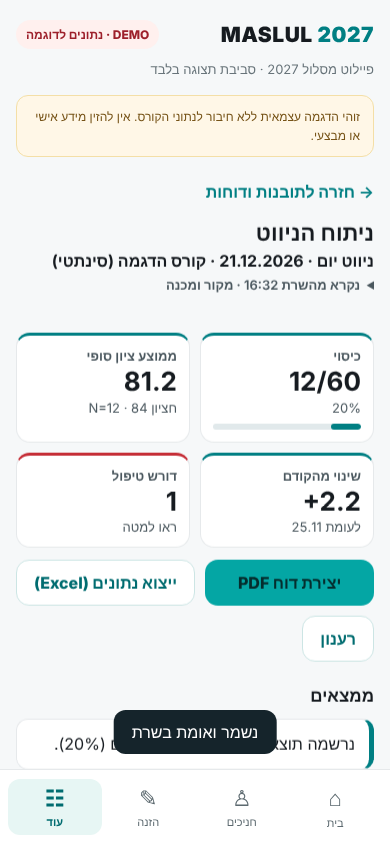 MASLUL 2027
DEMO · נתונים לדוגמה
פיילוט מסלול 2027 · סביבת תצוגה בלבד
זוהי הדגמה עצמאית ללא חיבור לנתוני הקורס. אין להזין מידע אישי
או מבצעי.
→ חזרה לתובנות ודוחות
ניתוח הניווט
ניווט יום · 21.12.2026 · קורס הדגמה (סינתטי)
◀ נקרא מהשרת 16:32 · מקור ומכנה
כיסוי
12/60
20%
ממוצע ציון סופי
81.2
חציון 84 · N=12
שינוי מהקודם
+2.2
לעומת 25.11
דורש טיפול
1
ראו למטה
יצירת דוח PDF
ייצוא נתונים (Excel)
רענון
ממצאים
נרשמה (20%).
נשמר ואומת בשרת
בית
חניכים
הזנה
עוד